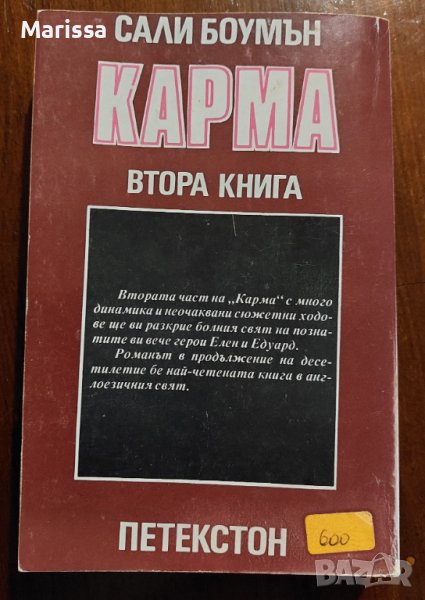 Marissa
САЛИ БОУМЪН
КАРМА
ВТОРА КНИГА
Втората част на „Карма“ с много
динамика и неочаквани сюжетни ходо-
ве ще ви разкрие болния свят на позна-
тите ви вече герои Елен и Едуард.
Романът в продължение на десе-
тилетие бе най-четената книга в анг-
лоезичния свят.
ПЕТЕКСТОН
600
BAZAR